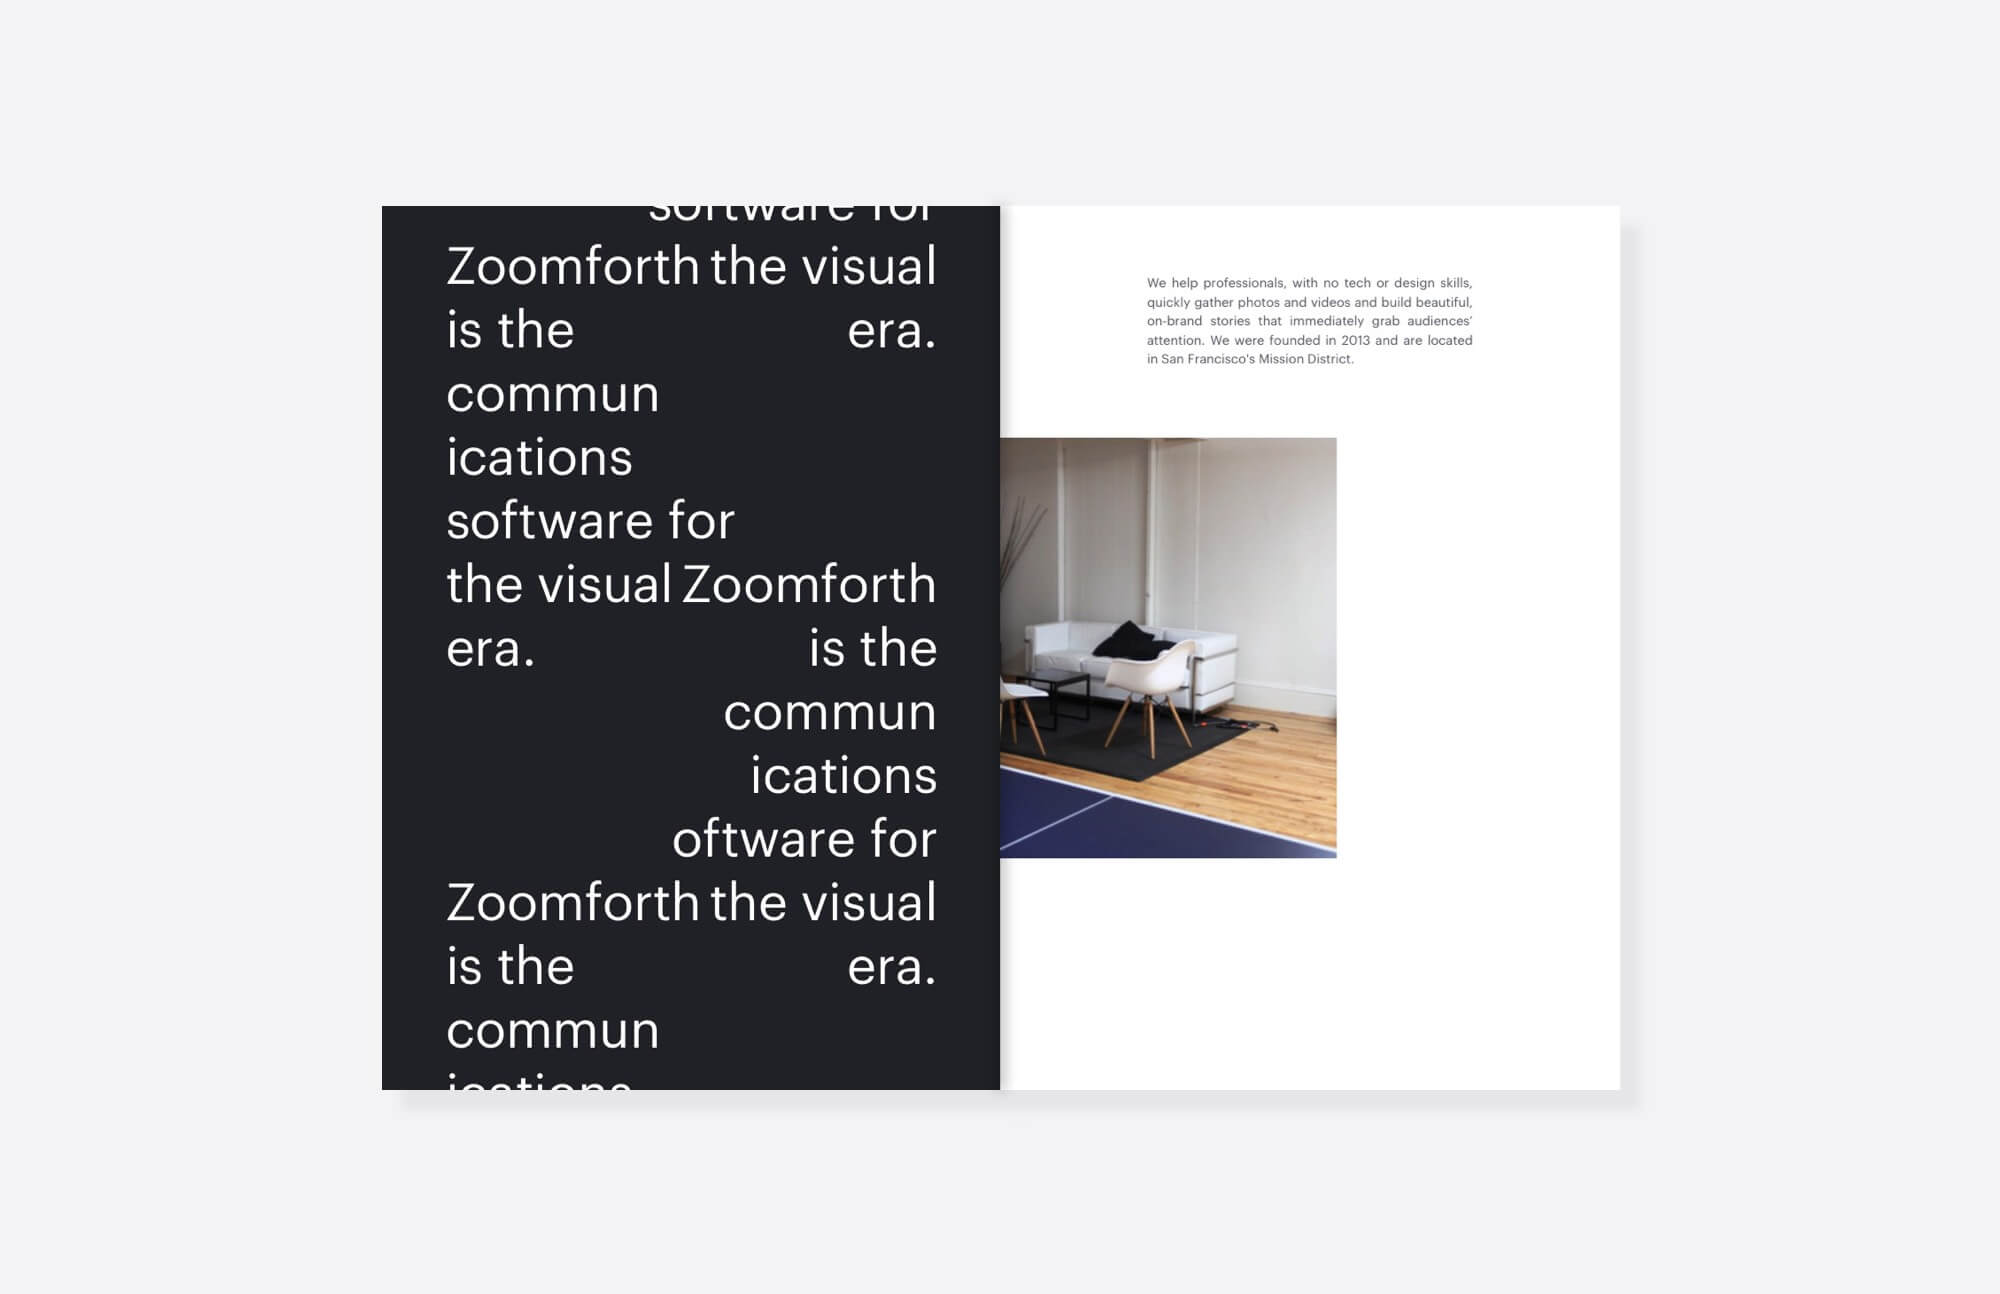 software for
Zoomforth the visual
is the era.
commun
ications
software for
the visual Zoomforth
era. is the
commun
ications
oftware for
Zoomforth the visual
is the era.
commun
ications
We help professionals, with no tech or design skills,
quickly gather photos and videos and build beautiful,
on-brand stories that immediately grab audiences'
attention. We were founded in 2013 and are located
in San Francisco's Mission District.